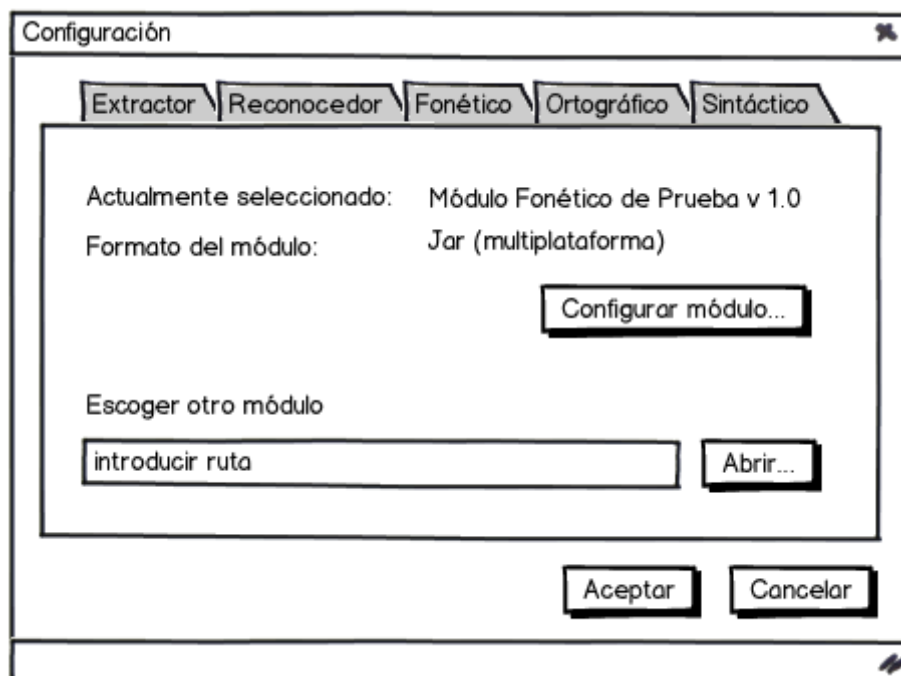 Configuración
Extractor Reconocedor Fonético Ortográfico Sintáctico
Actualmente seleccionado: Módulo Fonético de Prueba v 1.0
Formato del módulo: Jar (multiplataforma)
Configurar módulo...
Escoger otro módulo
introducir ruta Abrir...
Aceptar Cancelar